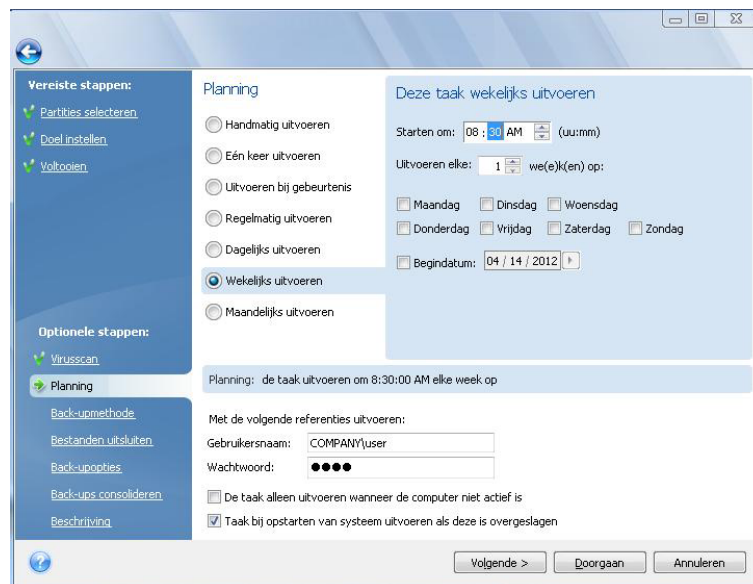 Vereiste stappen:
Partities selecteren
Doel instellen
Voltooien
Optionele stappen:
Virusscan
Planning
Back-upmethode
Bestanden uitsluiten
Back-upopties
Back-ups consolideren
Beschrijving
Planning
Handmatig uitvoeren
Eén keer uitvoeren
Uitvoeren bij gebeurtenis
Regelmatig uitvoeren
Dagelijks uitvoeren
Wekelijks uitvoeren
Maandelijks uitvoeren
Deze taak wekelijks uitvoeren
Starten om: 08 : 30 AM (uu:mm)
Uitvoeren elke: 1 we(e)k(en) op:
Maandag Dinsdag Woensdag
Donderdag Vrijdag Zaterdag Zondag
Begindatum: 04 / 14 / 2012
Planning: de taak uitvoeren om 8:30:00 AM elke week op
Met de volgende referenties uitvoeren:
Gebruikersnaam: COMPANY\user
Wachtwoord: ●●●●
De taak alleen uitvoeren wanneer de computer niet actief is
Taak bij opstarten van systeem uitvoeren als deze is overgeslagen
? Volgende > Doorgaan Annuleren